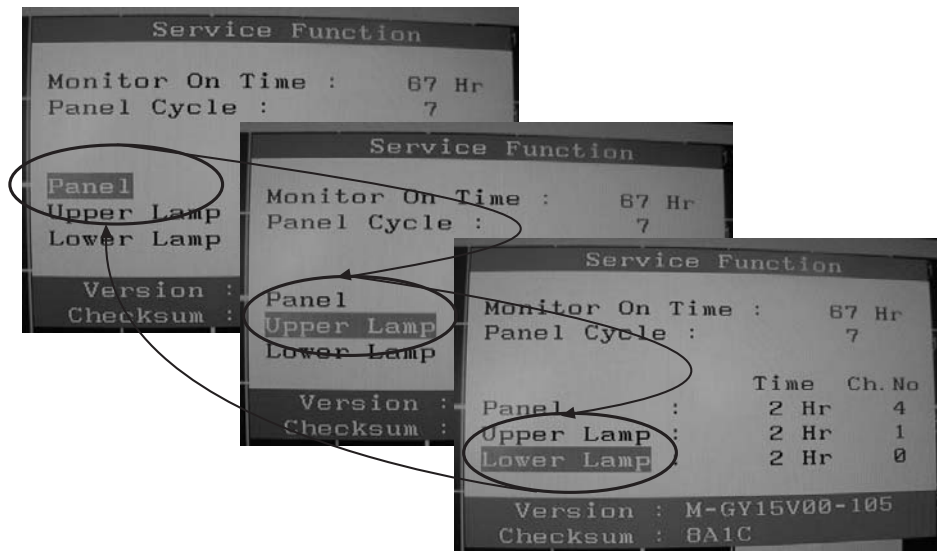 Service Function
Monitor On Time : 67 Hr
Panel Cycle : 7
Panel
Upper Lamp
Lower Lamp
Version :
Checksum :
Service Function
Monitor On Time : 67 Hr
Panel Cycle : 7
Panel
Upper Lamp
Lower Lamp
Version :
Checksum :
Service Function
Monitor On Time : 67 Hr
Panel Cycle : 7
Time Ch.No
Panel : 2 Hr 4
Upper Lamp : 2 Hr 1
Lower Lamp : 2 Hr 0
Version : M-GY15V00-105
Checksum : 8A1C